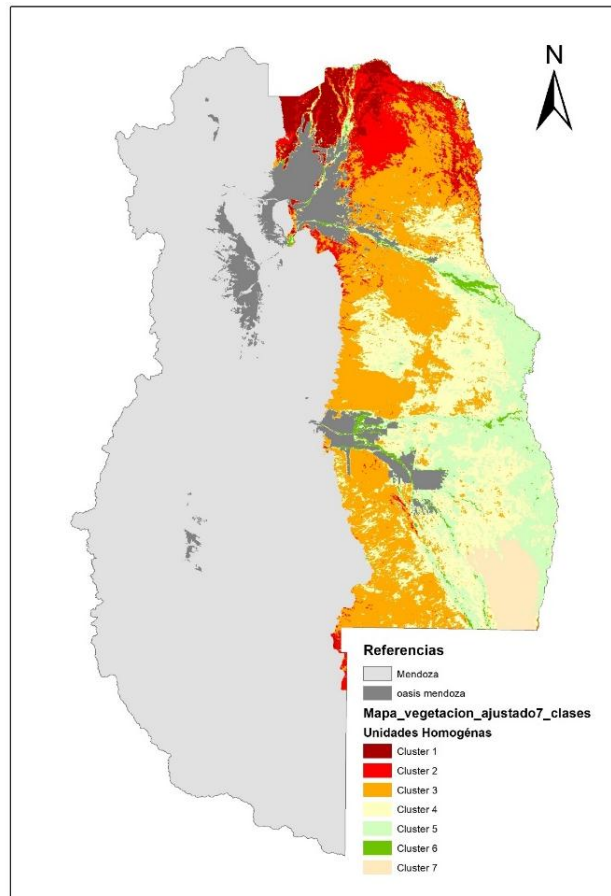 N
Referencias
Mendoza
oasis mendoza
Mapa_vegetacion_ajustado7_clases
Unidades Homogénas
Cluster 1
Cluster 2
Cluster 3
Cluster 4
Cluster 5
Cluster 6
Cluster 7